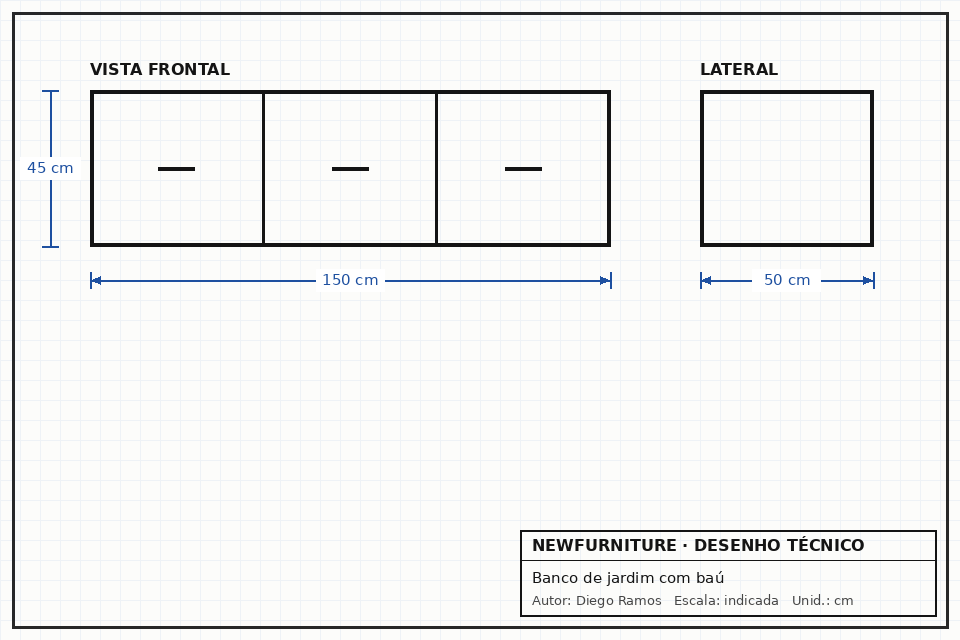 VISTA FRONTAL
LATERAL
45 cm
150 cm
50 cm
NEWFURNITURE · DESENHO TÉCNICO
Banco de jardim com baú
Autor: Diego Ramos   Escala: indicada   Unid.: cm